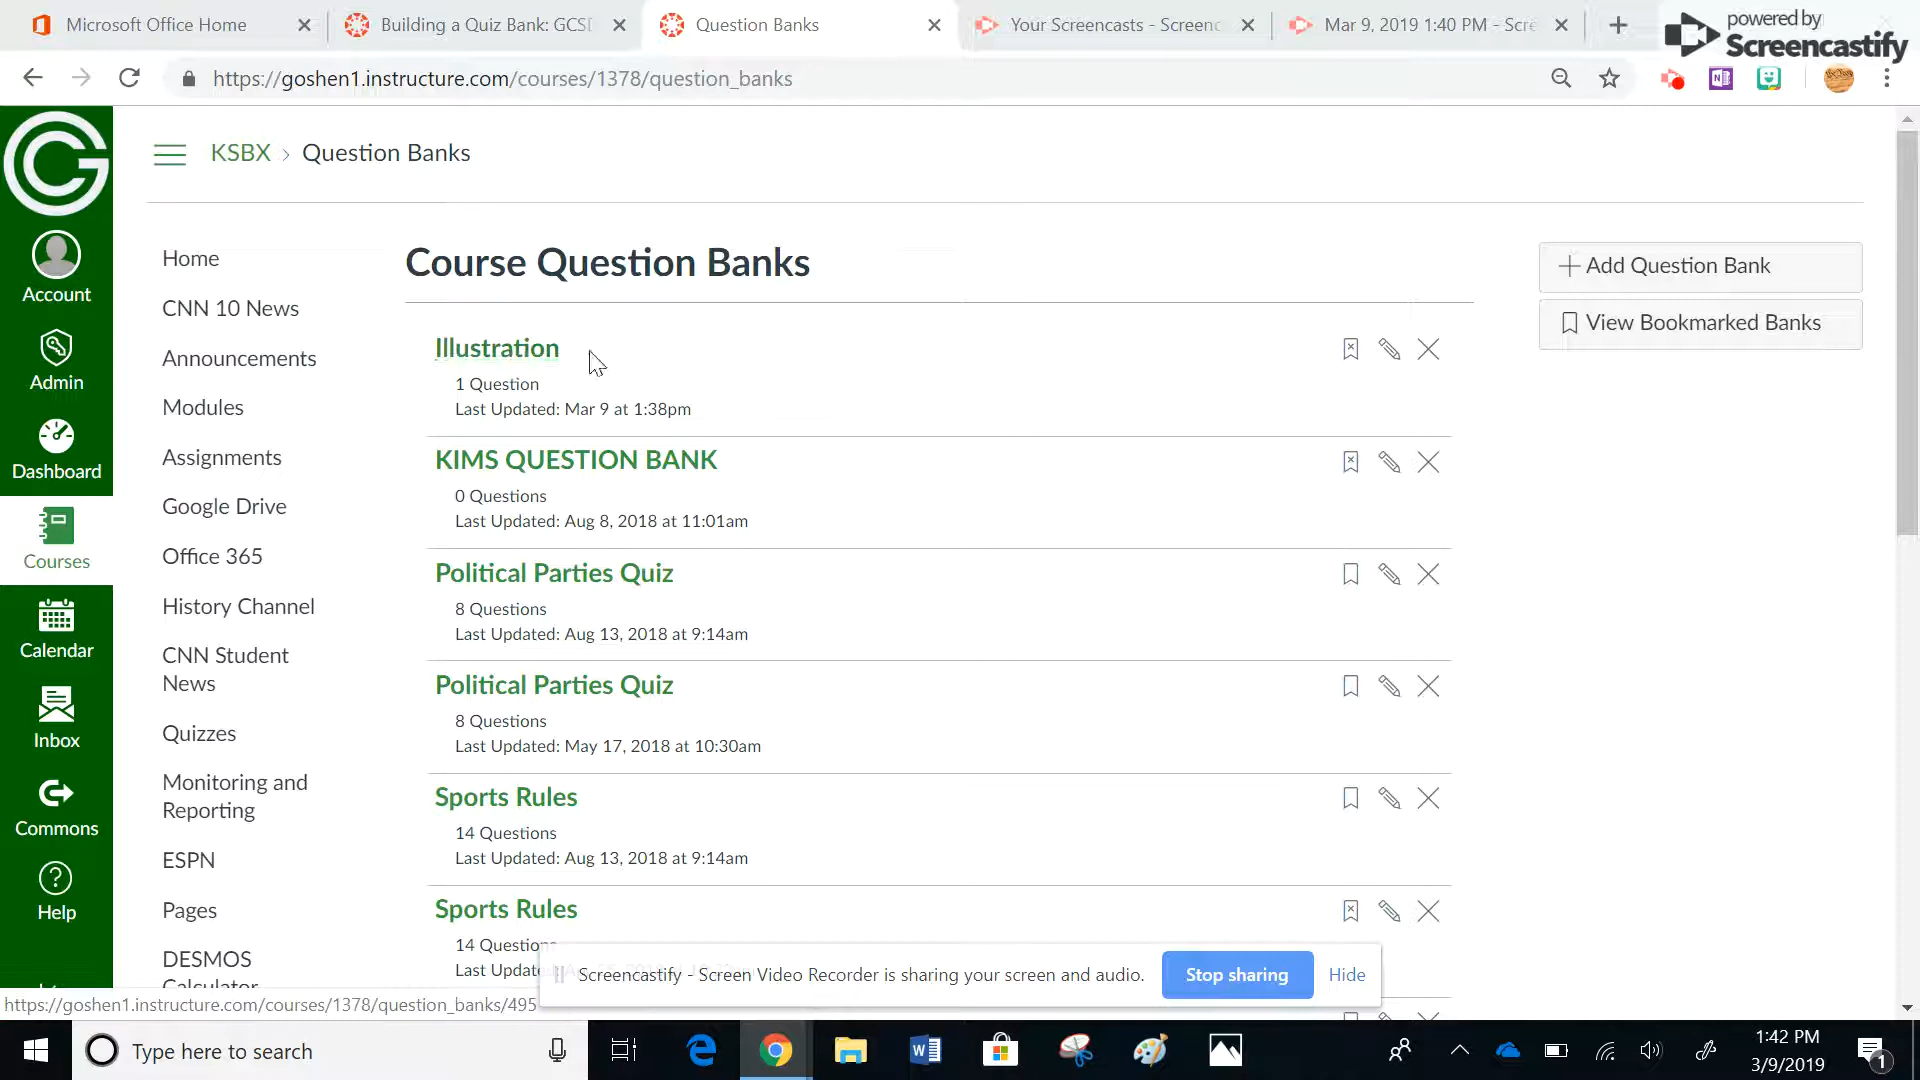 Microsoft Office Home
Building a Quiz Bank: GCSI
Question Banks
Your Screencasts - Screenc
Mar 9, 2019 1:40 PM - Scre
powered by
Screencastify
https://goshen1.instructure.com/courses/1378/question_banks
KSBX > Question Banks
Account
Admin
Dashboard
Courses
Calendar
Inbox
Commons
Help
Home
CNN 10 News
Announcements
Modules
Assignments
Google Drive
Office 365
History Channel
CNN Student
News
Quizzes
Monitoring and
Reporting
ESPN
Pages
DESMOS
Calculator
Course Question Banks
Illustration
1 Question
Last Updated: Mar 9 at 1:38pm
KIMS QUESTION BANK
0 Questions
Last Updated: Aug 8, 2018 at 11:01am
Political Parties Quiz
8 Questions
Last Updated: Aug 13, 2018 at 9:14am
Political Parties Quiz
8 Questions
Last Updated: May 17, 2018 at 10:30am
Sports Rules
14 Questions
Last Updated: Aug 13, 2018 at 9:14am
Sports Rules
14 Questions
Last Update
Add Question Bank
View Bookmarked Banks
Screencastify - Screen Video Recorder is sharing your screen and audio.
Stop sharing
Hide
https://goshen1.instructure.com/courses/1378/question_banks/495
Type here to search
1:42 PM
3/9/2019
1